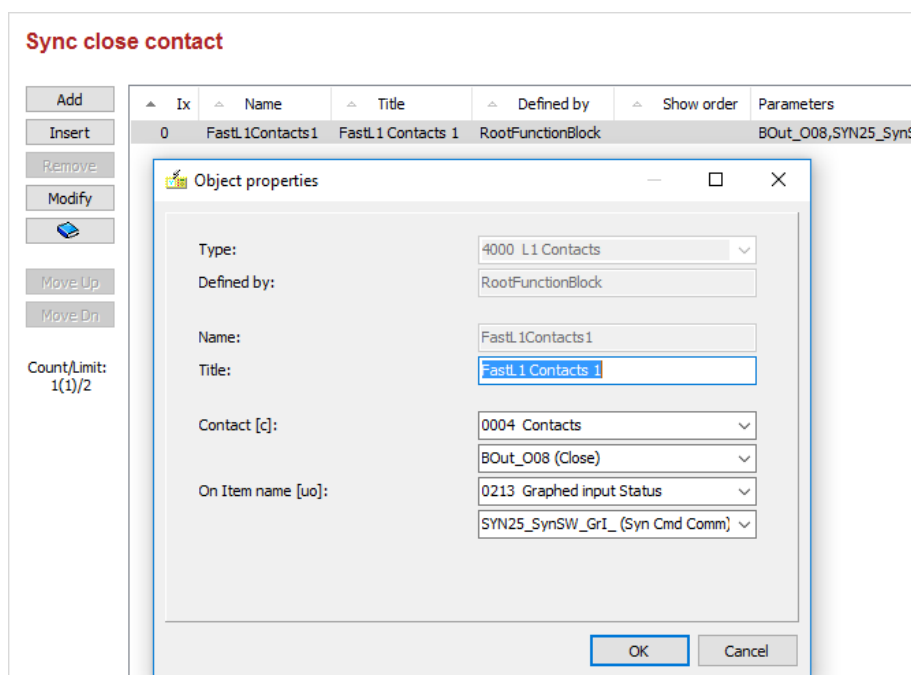 Sync close contact
Add
Insert
Remove
Modify
Move Up
Move Dn
Count/Limit:
1(1)/2
Ix Name Title Defined by Show order Parameters
0 FastL1Contacts1 FastL1 Contacts 1 RootFunctionBlock BOut_O08,SYN25_SynS
Object properties
Type: 4000 L1 Contacts
Defined by: RootFunctionBlock
Name: FastL1Contacts1
Title: FastL1 Contacts 1
Contact [c]: 0004 Contacts
BOut_O08 (Close)
On Item name [uo]: 0213 Graphed input Status
SYN25_SynSW_GrI_ (Syn Cmd Comm)
OK Cancel